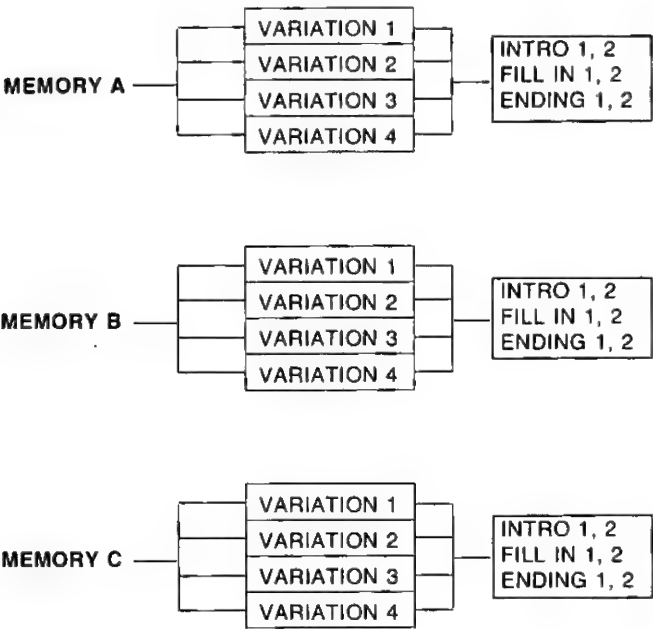 MEMORY A
VARIATION 1
VARIATION 2
VARIATION 3
VARIATION 4
INTRO 1, 2
FILL IN 1, 2
ENDING 1, 2
MEMORY B
VARIATION 1
VARIATION 2
VARIATION 3
VARIATION 4
INTRO 1, 2
FILL IN 1, 2
ENDING 1, 2
MEMORY C
VARIATION 1
VARIATION 2
VARIATION 3
VARIATION 4
INTRO 1, 2
FILL IN 1, 2
ENDING 1, 2